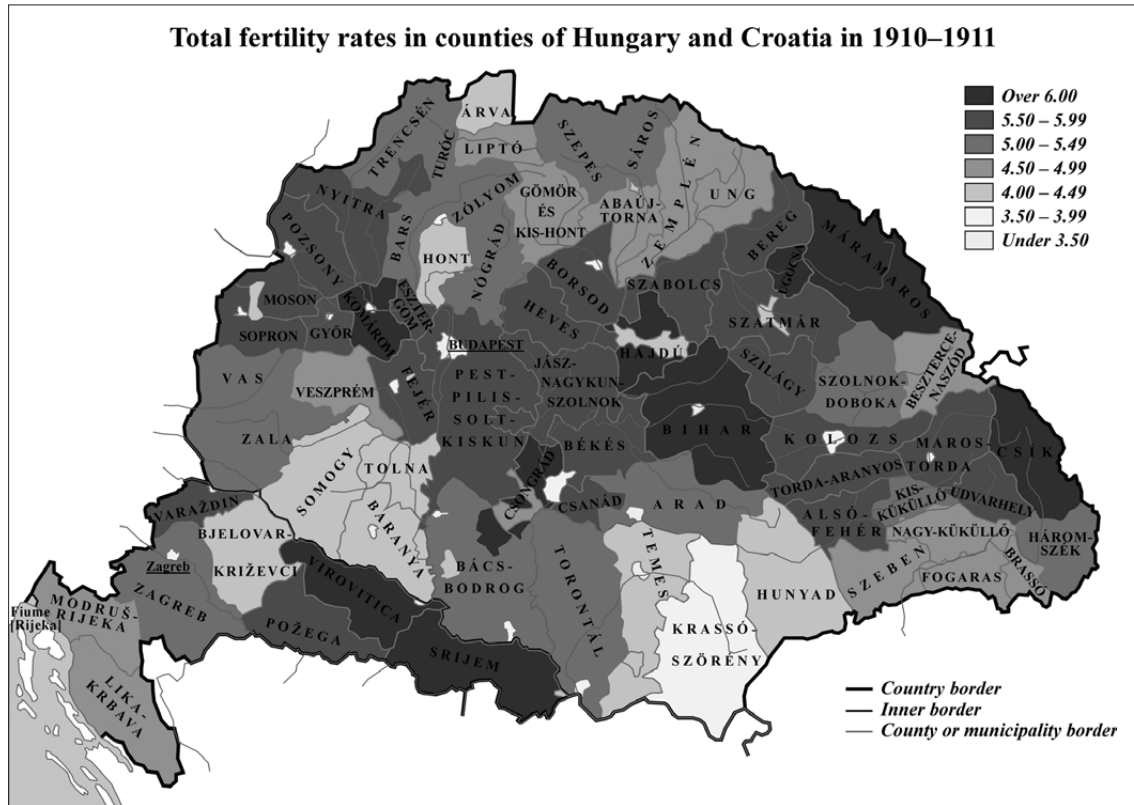 Total fertility rates in counties of Hungary and Croatia in 1910–1911
Over 6.00
5.50 – 5.99
5.00 – 5.49
4.50 – 4.99
4.00 – 4.49
3.50 – 3.99
Under 3.50
ÁRVA
TRENCSÉN
TURÓC
LIPTÓ
SZEPES
SÁROS
NYITRA
ZÓLYOM
GÖMÖR
ÉS
KIS-HONT
ABAÚJ-
TORNA
ZEMPLÉN
UNG
POZSONY
BARS
HONT
NÓGRÁD
BORSOD
BEREG
UGOCSA
MÁRAMAROS
MOSON
KOMÁROM
ESZTER-
GOM
HEVES
SZABOLCS
SZATMÁR
SOPRON
GYŐR
BUDAPEST
HAJDÚ
SZILÁGY
VAS
VESZPRÉM
FEJÉR
PEST-
PILIS-
SOLT-
KISKUN
JÁSZ-
NAGYKUN-
SZOLNOK
SZOLNOK-
DOBOKA
BESZTERCE-
NASZÓD
ZALA
SOMOGY
TOLNA
BARANYA
CSONGRÁD
BÉKÉS
BIHAR
KOLOZS
MAROS-
TORDA
CSÍK
TORDA-ARANYOS
VARAŽDIN
CSANÁD
ARAD
ALSÓ-
FEHÉR
KIS-
KÜKÜLLŐ
UDVARHELY
NAGY-KÜKÜLLŐ
HÁROM-
SZÉK
BJELOVAR-
KRIŽEVCI
VIROVITICA
BÁCS-
BODROG
TORONTÁL
TEMES
HUNYAD
SZEBEN
FOGARAS
BRASSÓ
Zagreb
ZAGREB
Fiume
[Rijeka]
MODRUŠ-
RIJEKA
POŽEGA
SRIJEM
KRASSÓ-
SZÖRÉNY
LIKA-
KRBAVA
Country border
Inner border
County or municipality border